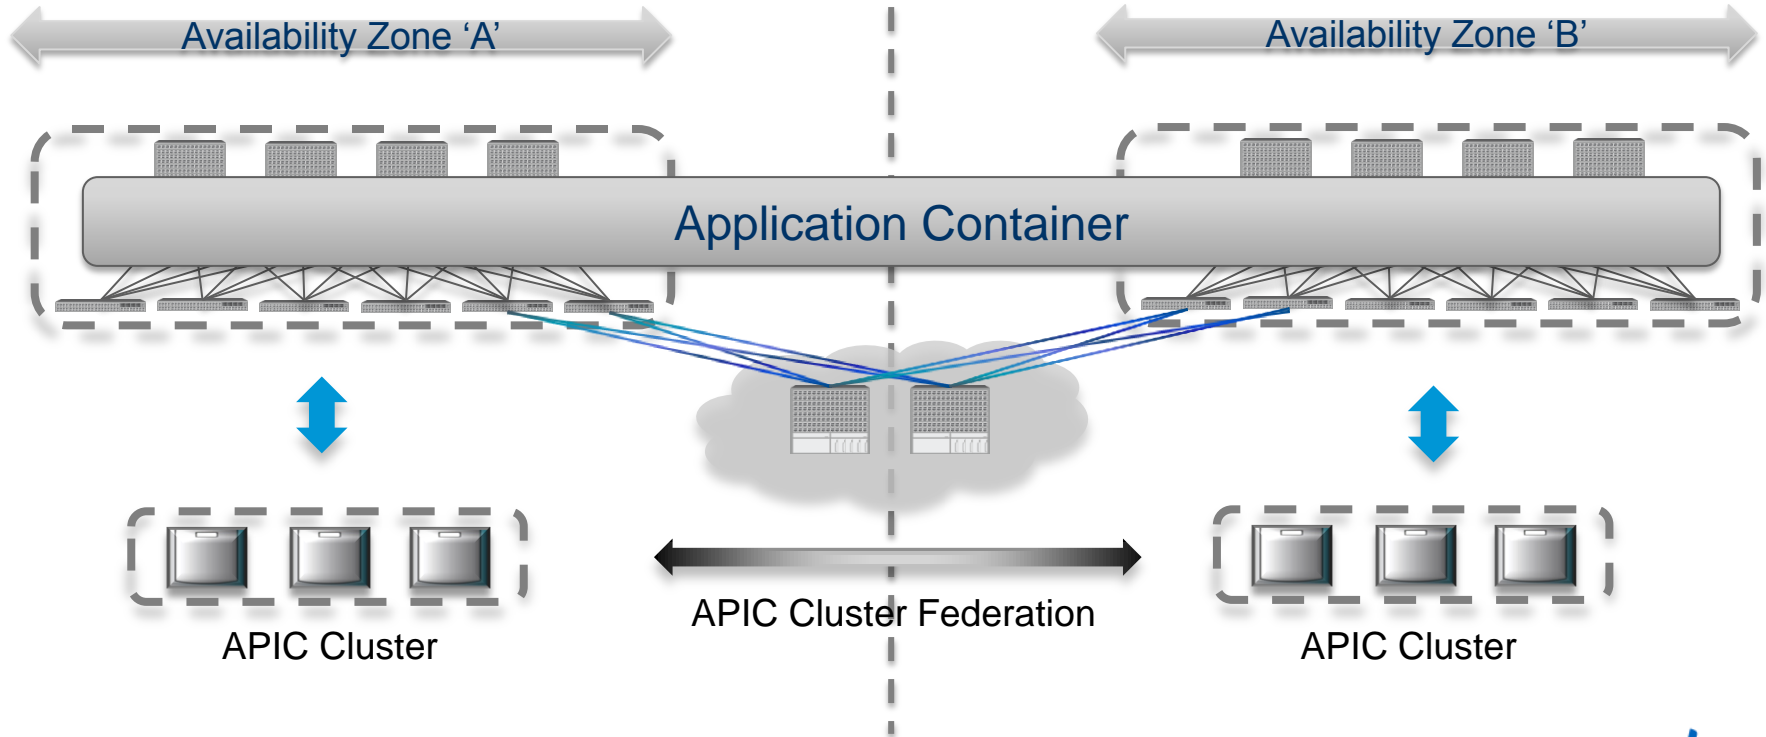 Availability Zone ‘A’
Availability Zone ‘B’
Application Container
APIC Cluster Federation
APIC Cluster
APIC Cluster